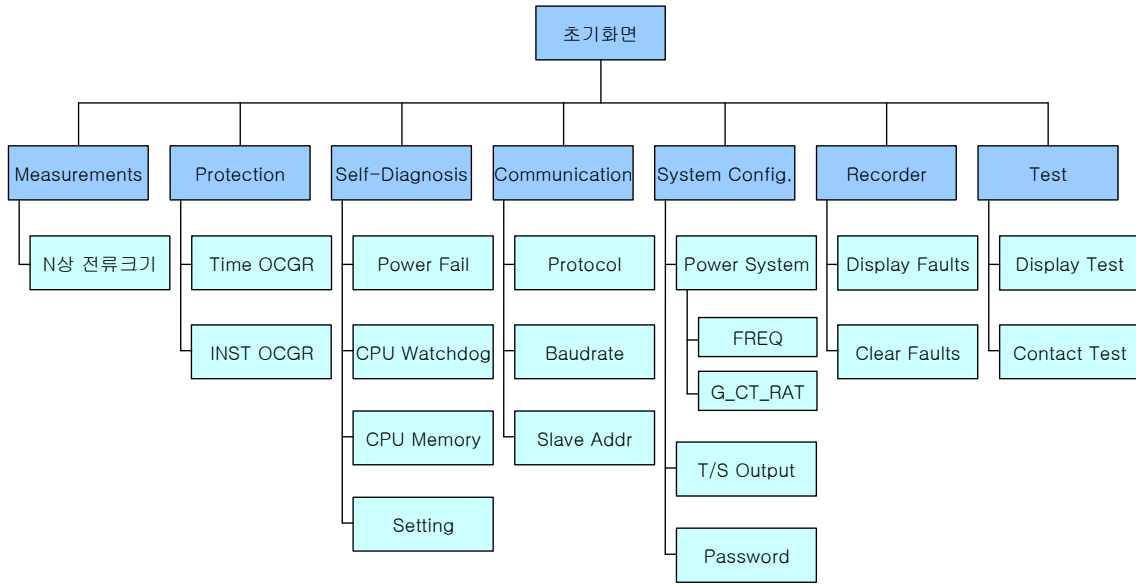 초기화면
Measurements
Protection
Self-Diagnosis
Communication
System Config.
Recorder
Test
N상 전류크기
Time OCGR
Power Fail
Protocol
Power System
Display Faults
Display Test
INST OCGR
CPU Watchdog
Baudrate
FREQ
Clear Faults
Contact Test
G_CT_RAT
CPU Memory
Slave Addr
T/S Output
Setting
Password